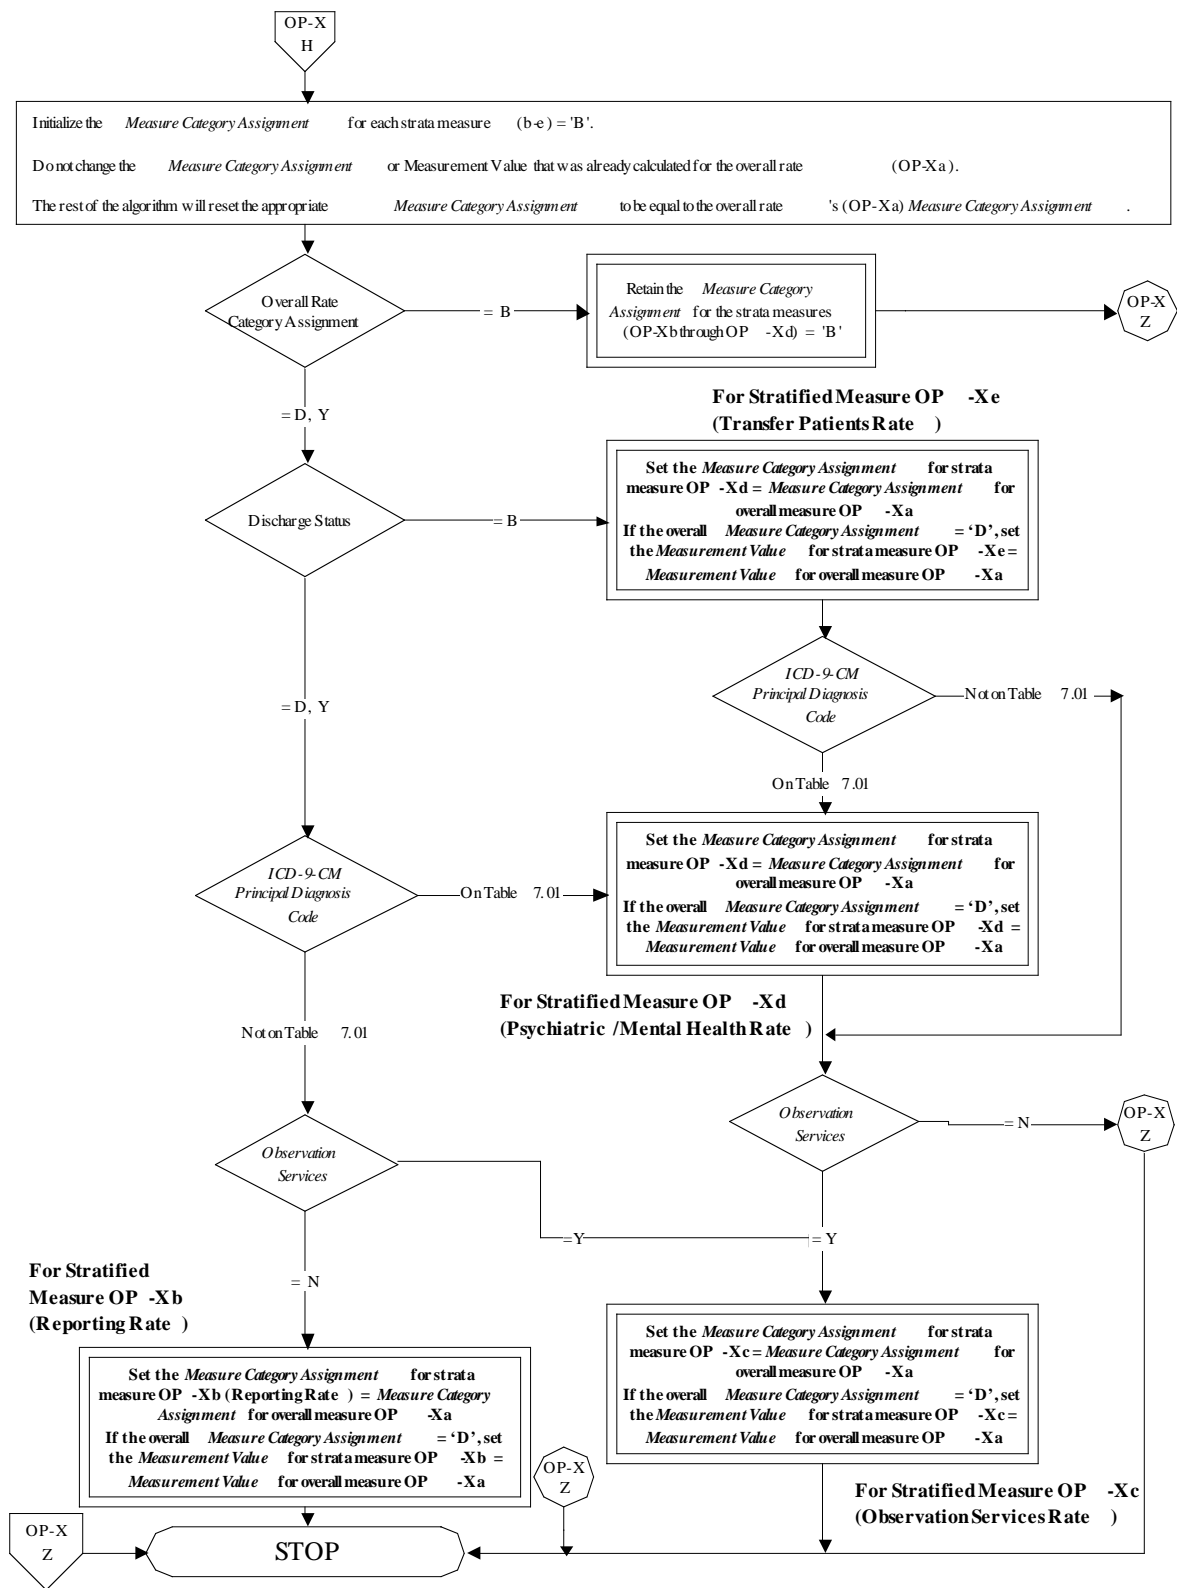 OP-X
H
Initialize the Measure Category Assignment for each strata measure (b-e) = 'B'.
Do not change the Measure Category Assignment or Measurement Value that was already calculated for the overall rate (OP-Xa).
The rest of the algorithm will reset the appropriate Measure Category Assignment to be equal to the overall rate 's (OP-Xa) Measure Category Assignment .
Overall Rate
Category Assignment
= B
Retain the Measure Category
Assignment for the strata measures
(OP-Xb through OP -Xd) = 'B'
OP-X
Z
= D, Y
For Stratified Measure OP -Xe
(Transfer Patients Rate )
Discharge Status
= B
Set the Measure Category Assignment for strata
measure OP -Xd = Measure Category Assignment for
overall measure OP -Xa
If the overall Measure Category Assignment = ‘D’, set
the Measurement Value for strata measure OP -Xe =
Measurement Value for overall measure OP -Xa
= D, Y
ICD-9-CM
Principal Diagnosis
Code
Not on Table 7.01
On Table 7.01
ICD-9-CM
Principal Diagnosis
Code
On Table 7.01
Set the Measure Category Assignment for strata
measure OP -Xd = Measure Category Assignment for
overall measure OP -Xa
If the overall Measure Category Assignment = ‘D’, set
the Measurement Value for strata measure OP -Xd =
Measurement Value for overall measure OP -Xa
For Stratified Measure OP -Xd
(Psychiatric /Mental Health Rate )
Not on Table 7.01
Observation
Services
= N
OP-X
Z
Observation
Services
=Y
= Y
= N
For Stratified
Measure OP -Xb
(Reporting Rate )
Set the Measure Category Assignment for strata
measure OP -Xb (Reporting Rate ) = Measure Category
Assignment for overall measure OP -Xa
If the overall Measure Category Assignment = ‘D’, set
the Measurement Value for strata measure OP -Xb =
Measurement Value for overall measure OP -Xa
Set the Measure Category Assignment for strata
measure OP -Xc = Measure Category Assignment for
overall measure OP -Xa
If the overall Measure Category Assignment = ‘D’, set
the Measurement Value for strata measure OP -Xc =
Measurement Value for overall measure OP -Xa
OP-X
Z
For Stratified Measure OP -Xc
(Observation Services Rate )
OP-X
Z
STOP